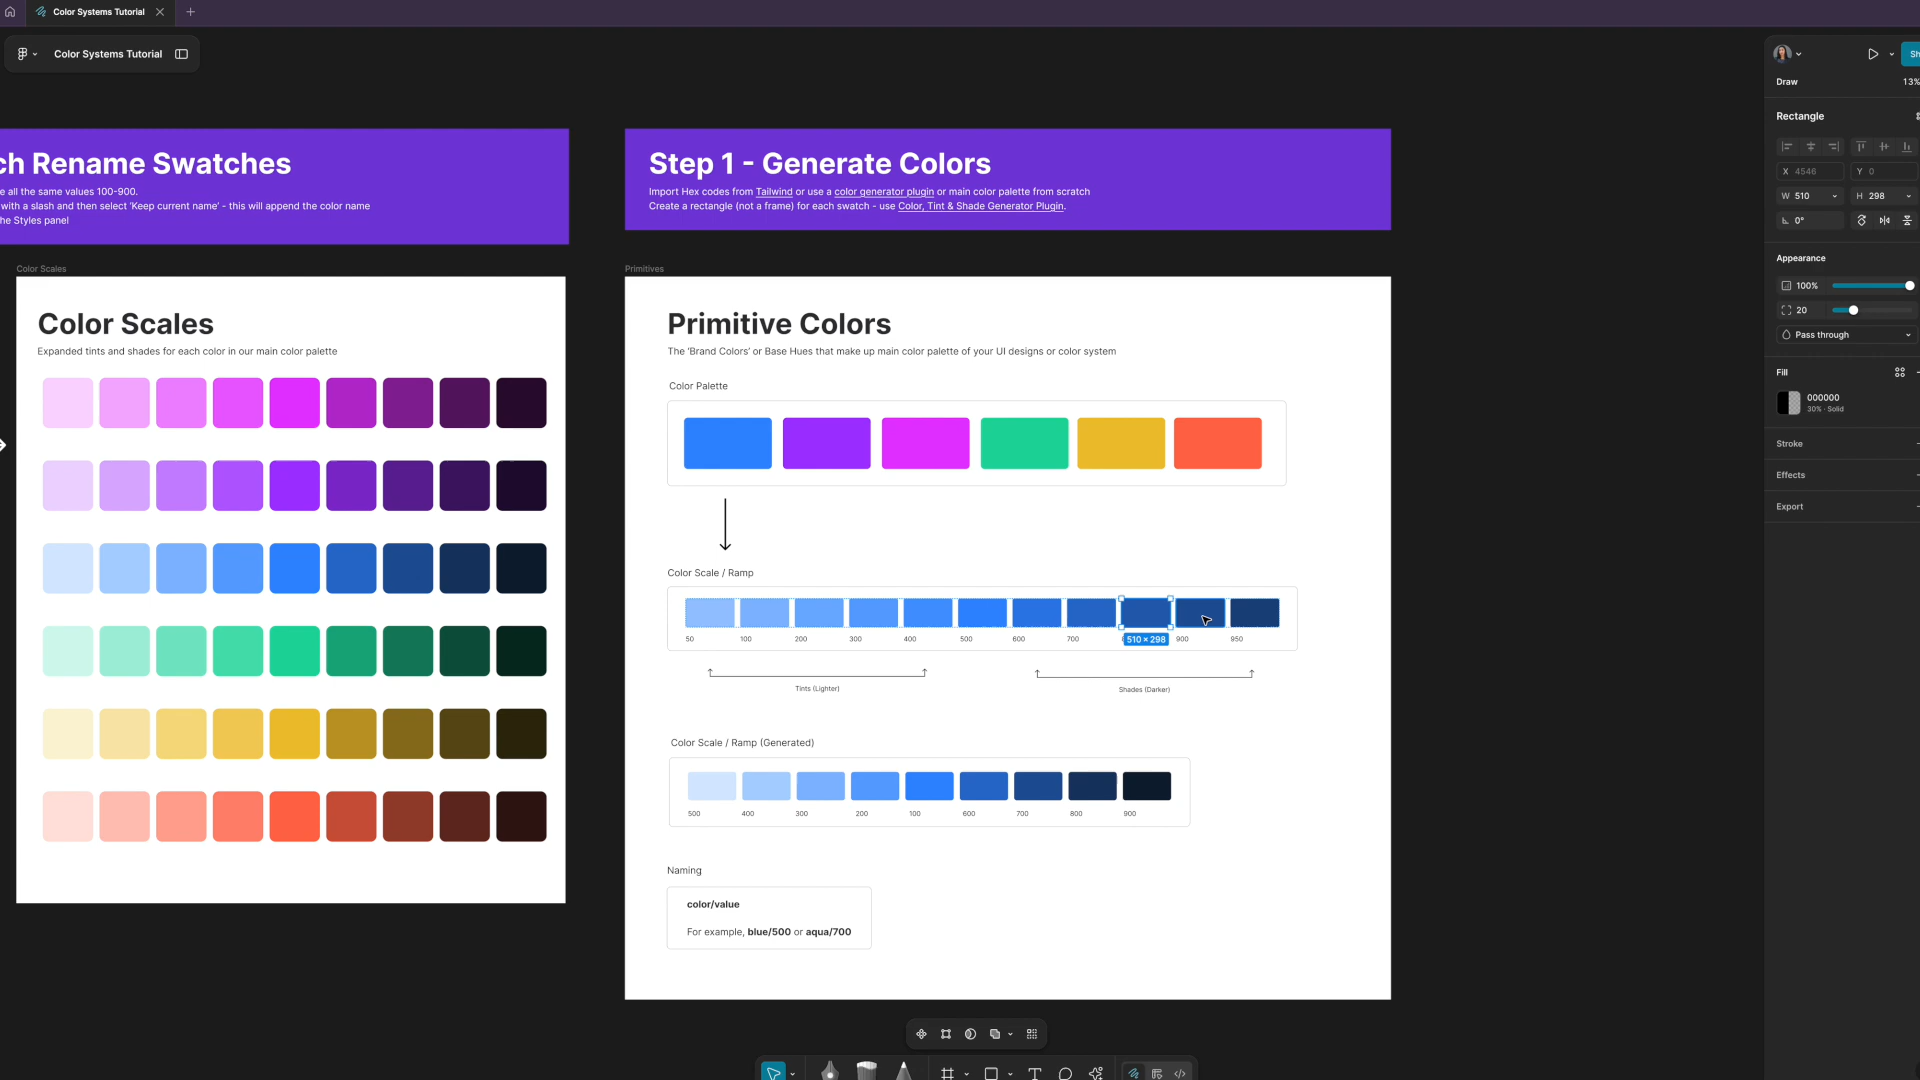 Color Systems Tutorial
Color Systems Tutorial
Sh
Draw
13%
ch Rename Swatches
e all the same values 100-900.
with a slash and then select 'Keep current name' - this will append the color name
he Styles panel
Step 1 - Generate Colors
Import Hex codes from Tailwind or use a color generator plugin or main color palette from scratch
Create a rectangle (not a frame) for each swatch - use Color, Tint & Shade Generator Plugin.
Color Scales
Color Scales
Expanded tints and shades for each color in our main color palette
Primitives
Primitive Colors
The 'Brand Colors' or Base Hues that make up main color palette of your UI designs or color system
Color Palette
Color Scale / Ramp
50 100 200 300 400 500 600 700 510 × 298 900 950
Tints (Lighter) Shades (Darker)
Color Scale / Ramp (Generated)
500 400 300 200 100 600 700 800 900
Naming
color/value
For example, blue/500 or aqua/700
Rectangle
X 4546 Y 0
W 510 H 298
0°
Appearance
100%
20
Pass through
Fill
000000
30% · Solid
Stroke
Effects
Export